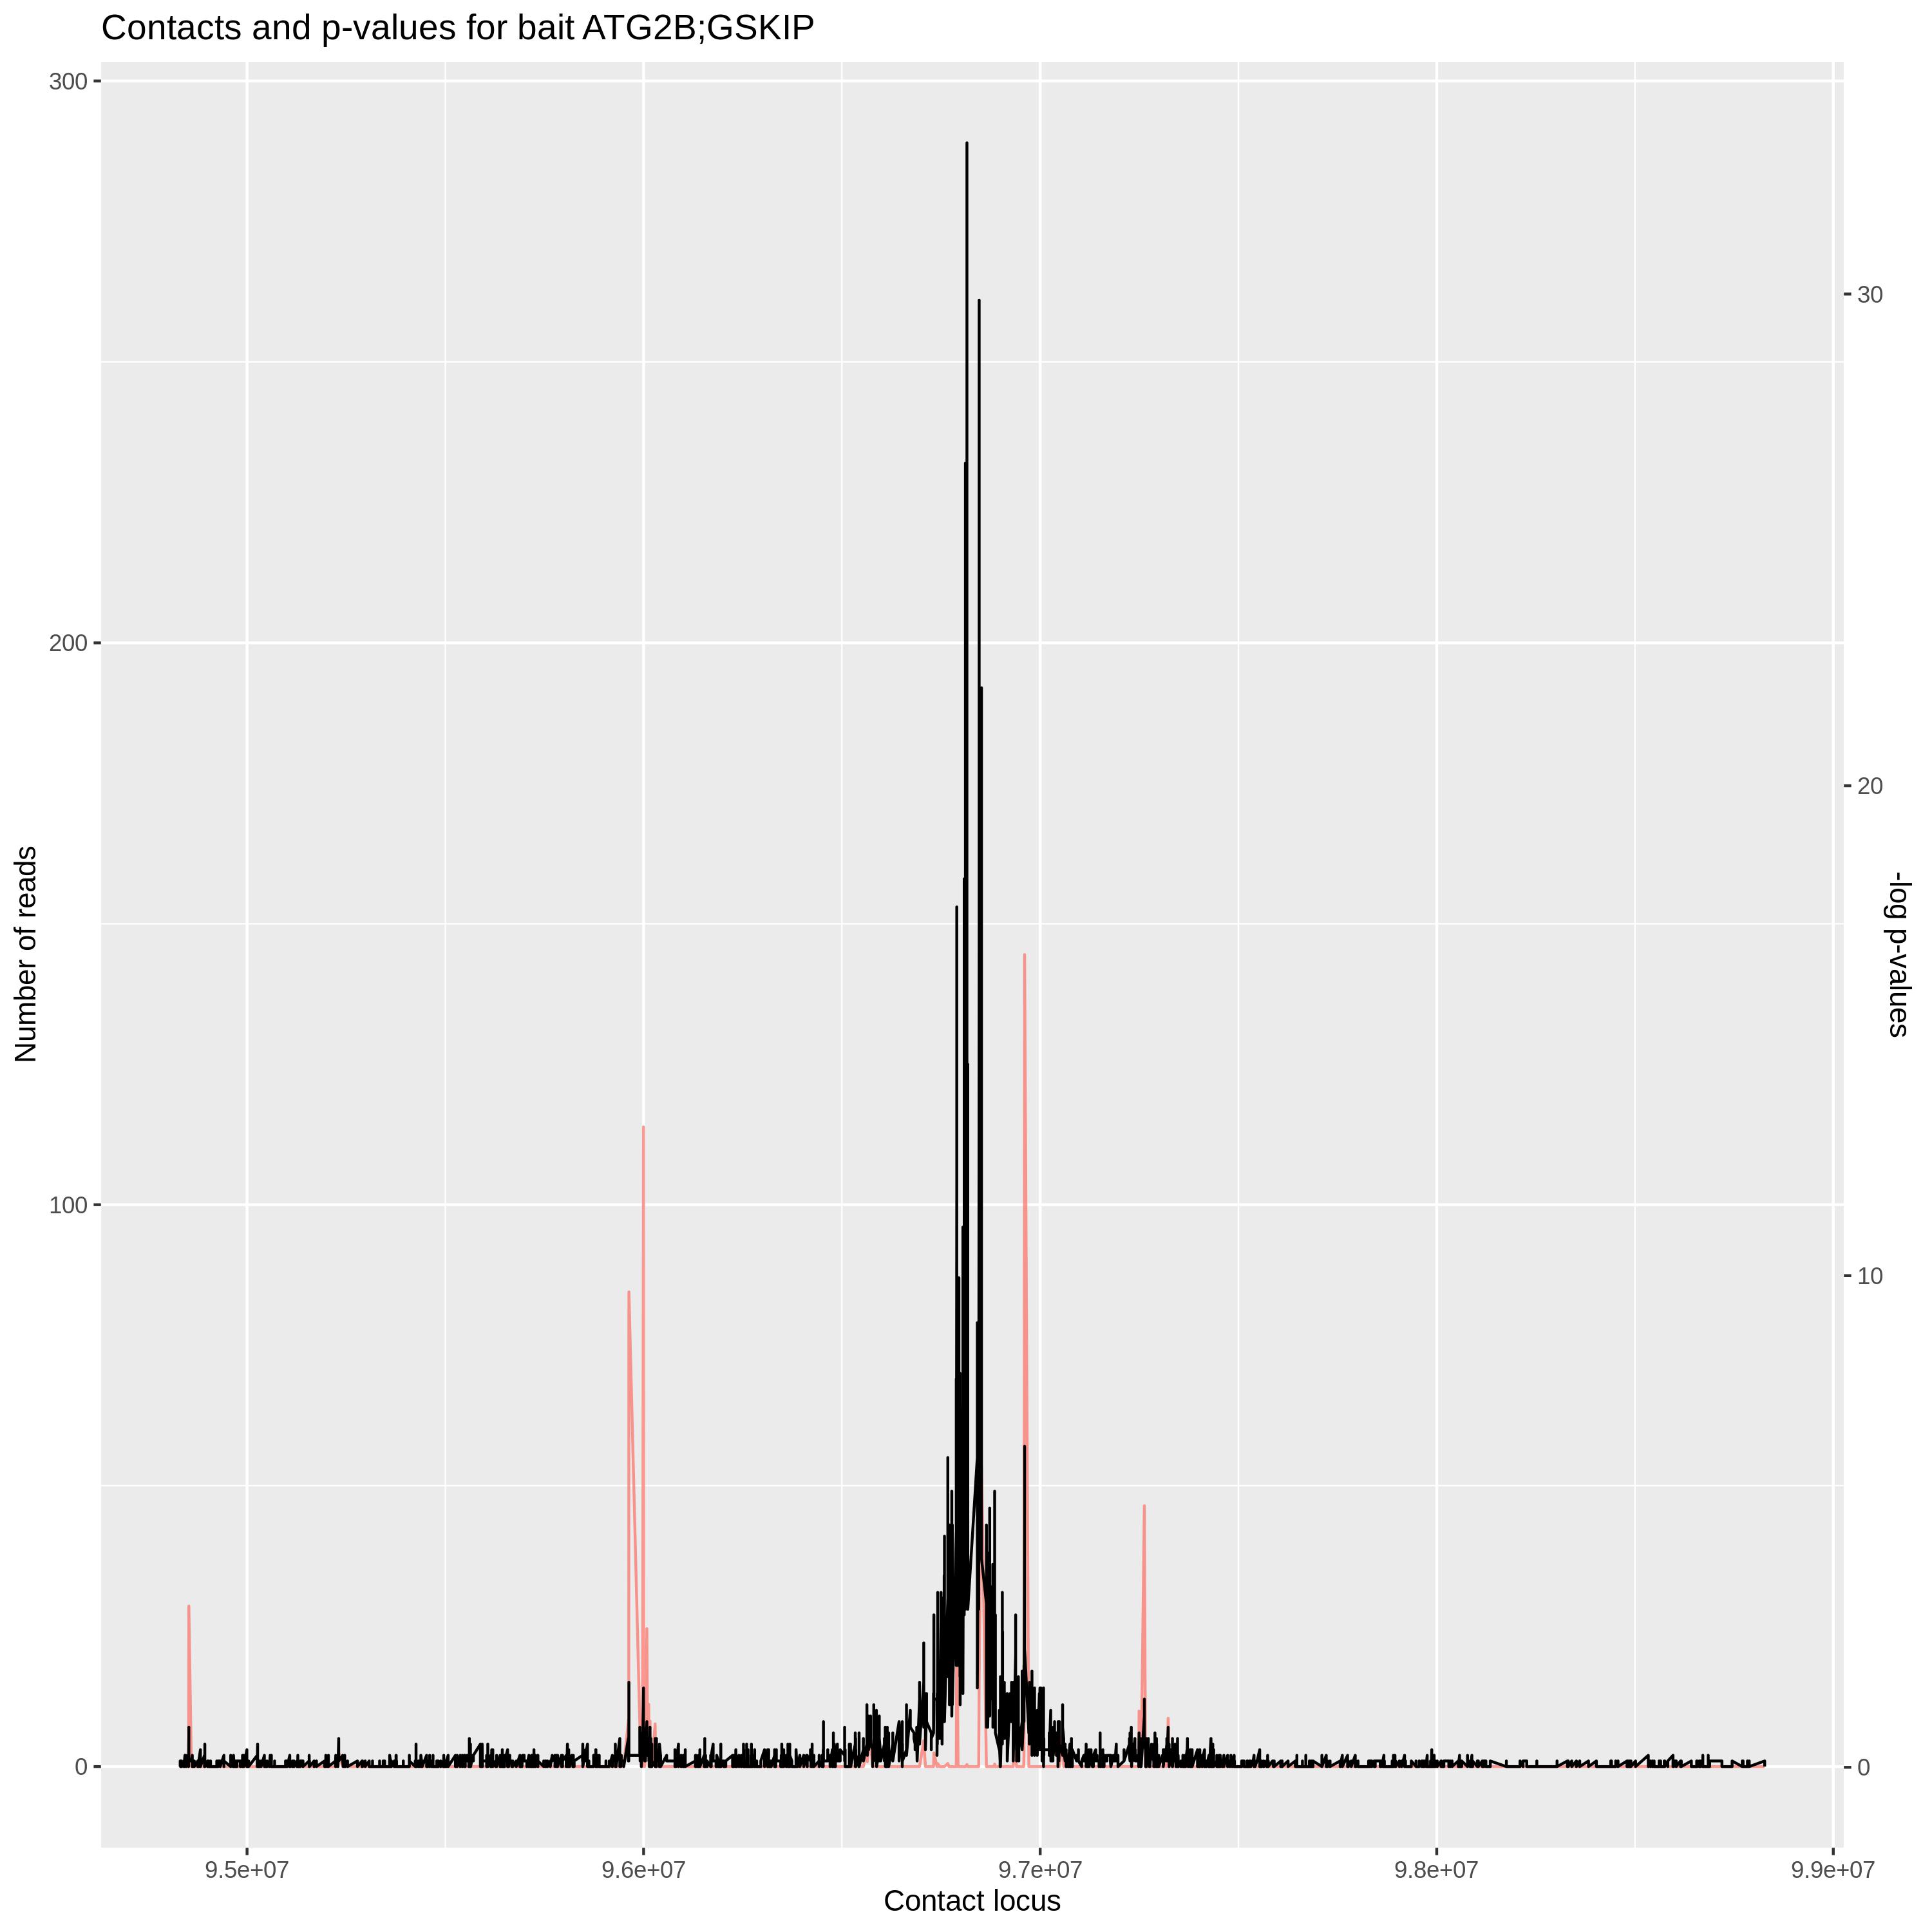 Contacts and p-values for bait ATG2B;GSKIP
300
200
100
0
Number of reads
30
20
10
0
-log p-values
9.5e+07
9.6e+07
9.7e+07
9.8e+07
9.9e+07
Contact locus